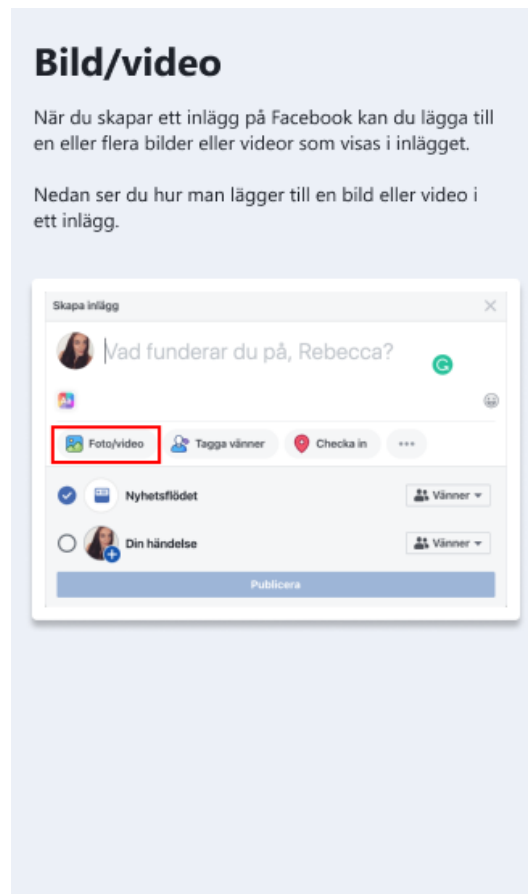 Bild/video
När du skapar ett inlägg på Facebook kan du lägga till
en eller flera bilder eller videor som visas i inlägget.
Nedan ser du hur man lägger till en bild eller video i
ett inlägg.
Skapa inlägg
Vad funderar du på, Rebecca?
Foto/video Tagga vänner Checka in
Nyhetsflödet Vänner
Din händelse Vänner
Publicera